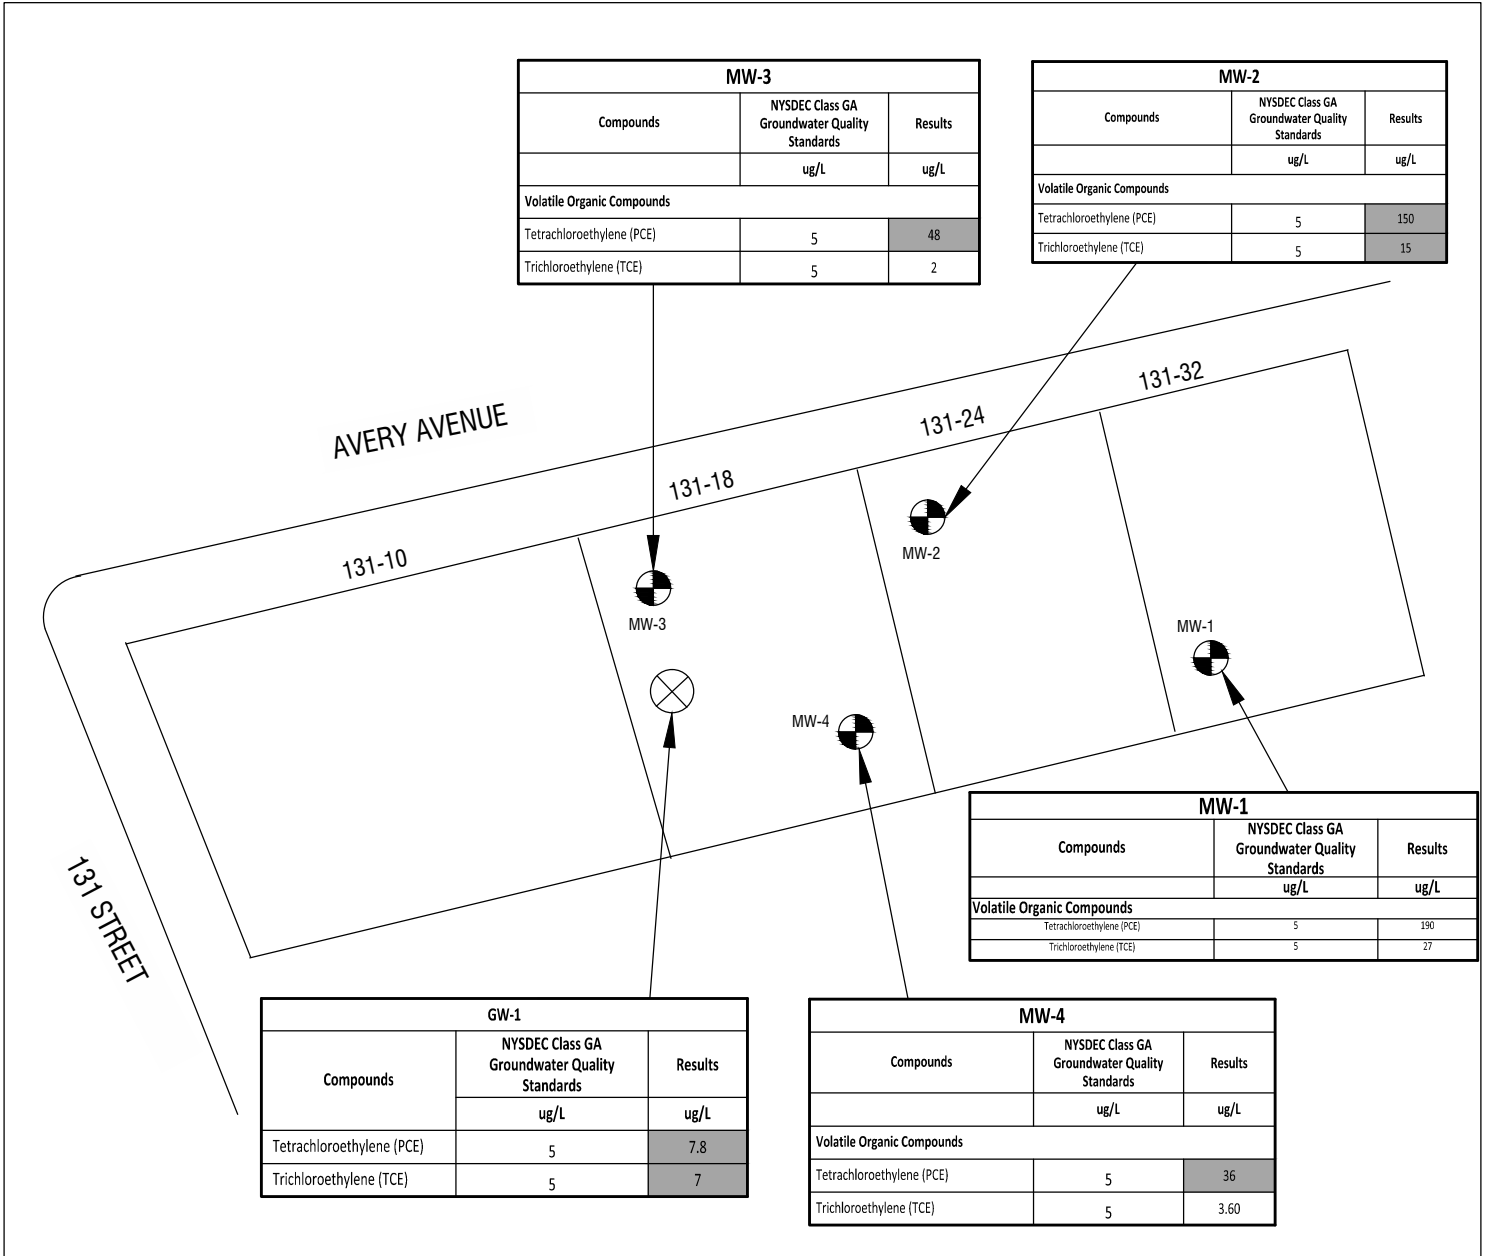 MW-3
Compounds
NYSDEC Class GA
Groundwater Quality
Standards
Results
ug/L
ug/L
Volatile Organic Compounds
Tetrachloroethylene (PCE) 5 48
Trichloroethylene (TCE) 5 2
MW-2
Compounds
NYSDEC Class GA
Groundwater Quality
Standards
Results
ug/L
ug/L
Volatile Organic Compounds
Tetrachloroethylene (PCE) 5 150
Trichloroethylene (TCE) 5 15
AVERY AVENUE
131-32
131-24
131-18
131-10
MW-2
MW-3
MW-1
MW-4
131 STREET
MW-1
Compounds
NYSDEC Class GA
Groundwater Quality
Standards
Results
ug/L
ug/L
Volatile Organic Compounds
Tetrachloroethylene (PCE) 5 190
Trichloroethylene (TCE) 5 27
GW-1
Compounds
NYSDEC Class GA
Groundwater Quality
Standards
Results
ug/L
ug/L
Tetrachloroethylene (PCE) 5 7.8
Trichloroethylene (TCE) 5 7
MW-4
Compounds
NYSDEC Class GA
Groundwater Quality
Standards
Results
ug/L
ug/L
Volatile Organic Compounds
Tetrachloroethylene (PCE) 5 36
Trichloroethylene (TCE) 5 3.60